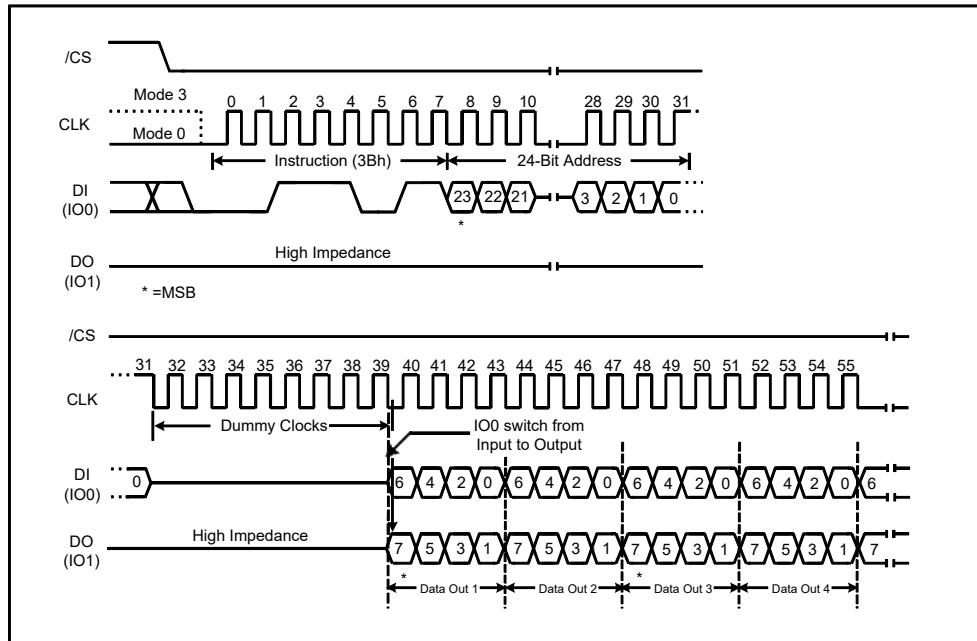 /CS
Mode 3
0 1 2 3 4 5 6 7 8 9 10 28 29 30 31
CLK
Mode 0
Instruction (3Bh) 24-Bit Address
DI
(IO0)
23 22 21 3 2 1 0
*
High Impedance
DO
(IO1)
* =MSB
/CS
31 32 33 34 35 36 37 38 39 40 41 42 43 44 45 46 47 48 49 50 51 52 53 54 55
CLK
Dummy Clocks
IO0 switch from
Input to Output
DI
(IO0)
0 6 4 2 0 6 4 2 0 6 4 2 0 6 4 2 0 6
High Impedance
DO
(IO1)
7 5 3 1 7 5 3 1 7 5 3 1 7 5 3 1 7
* *
Data Out 1 Data Out 2 Data Out 3 Data Out 4